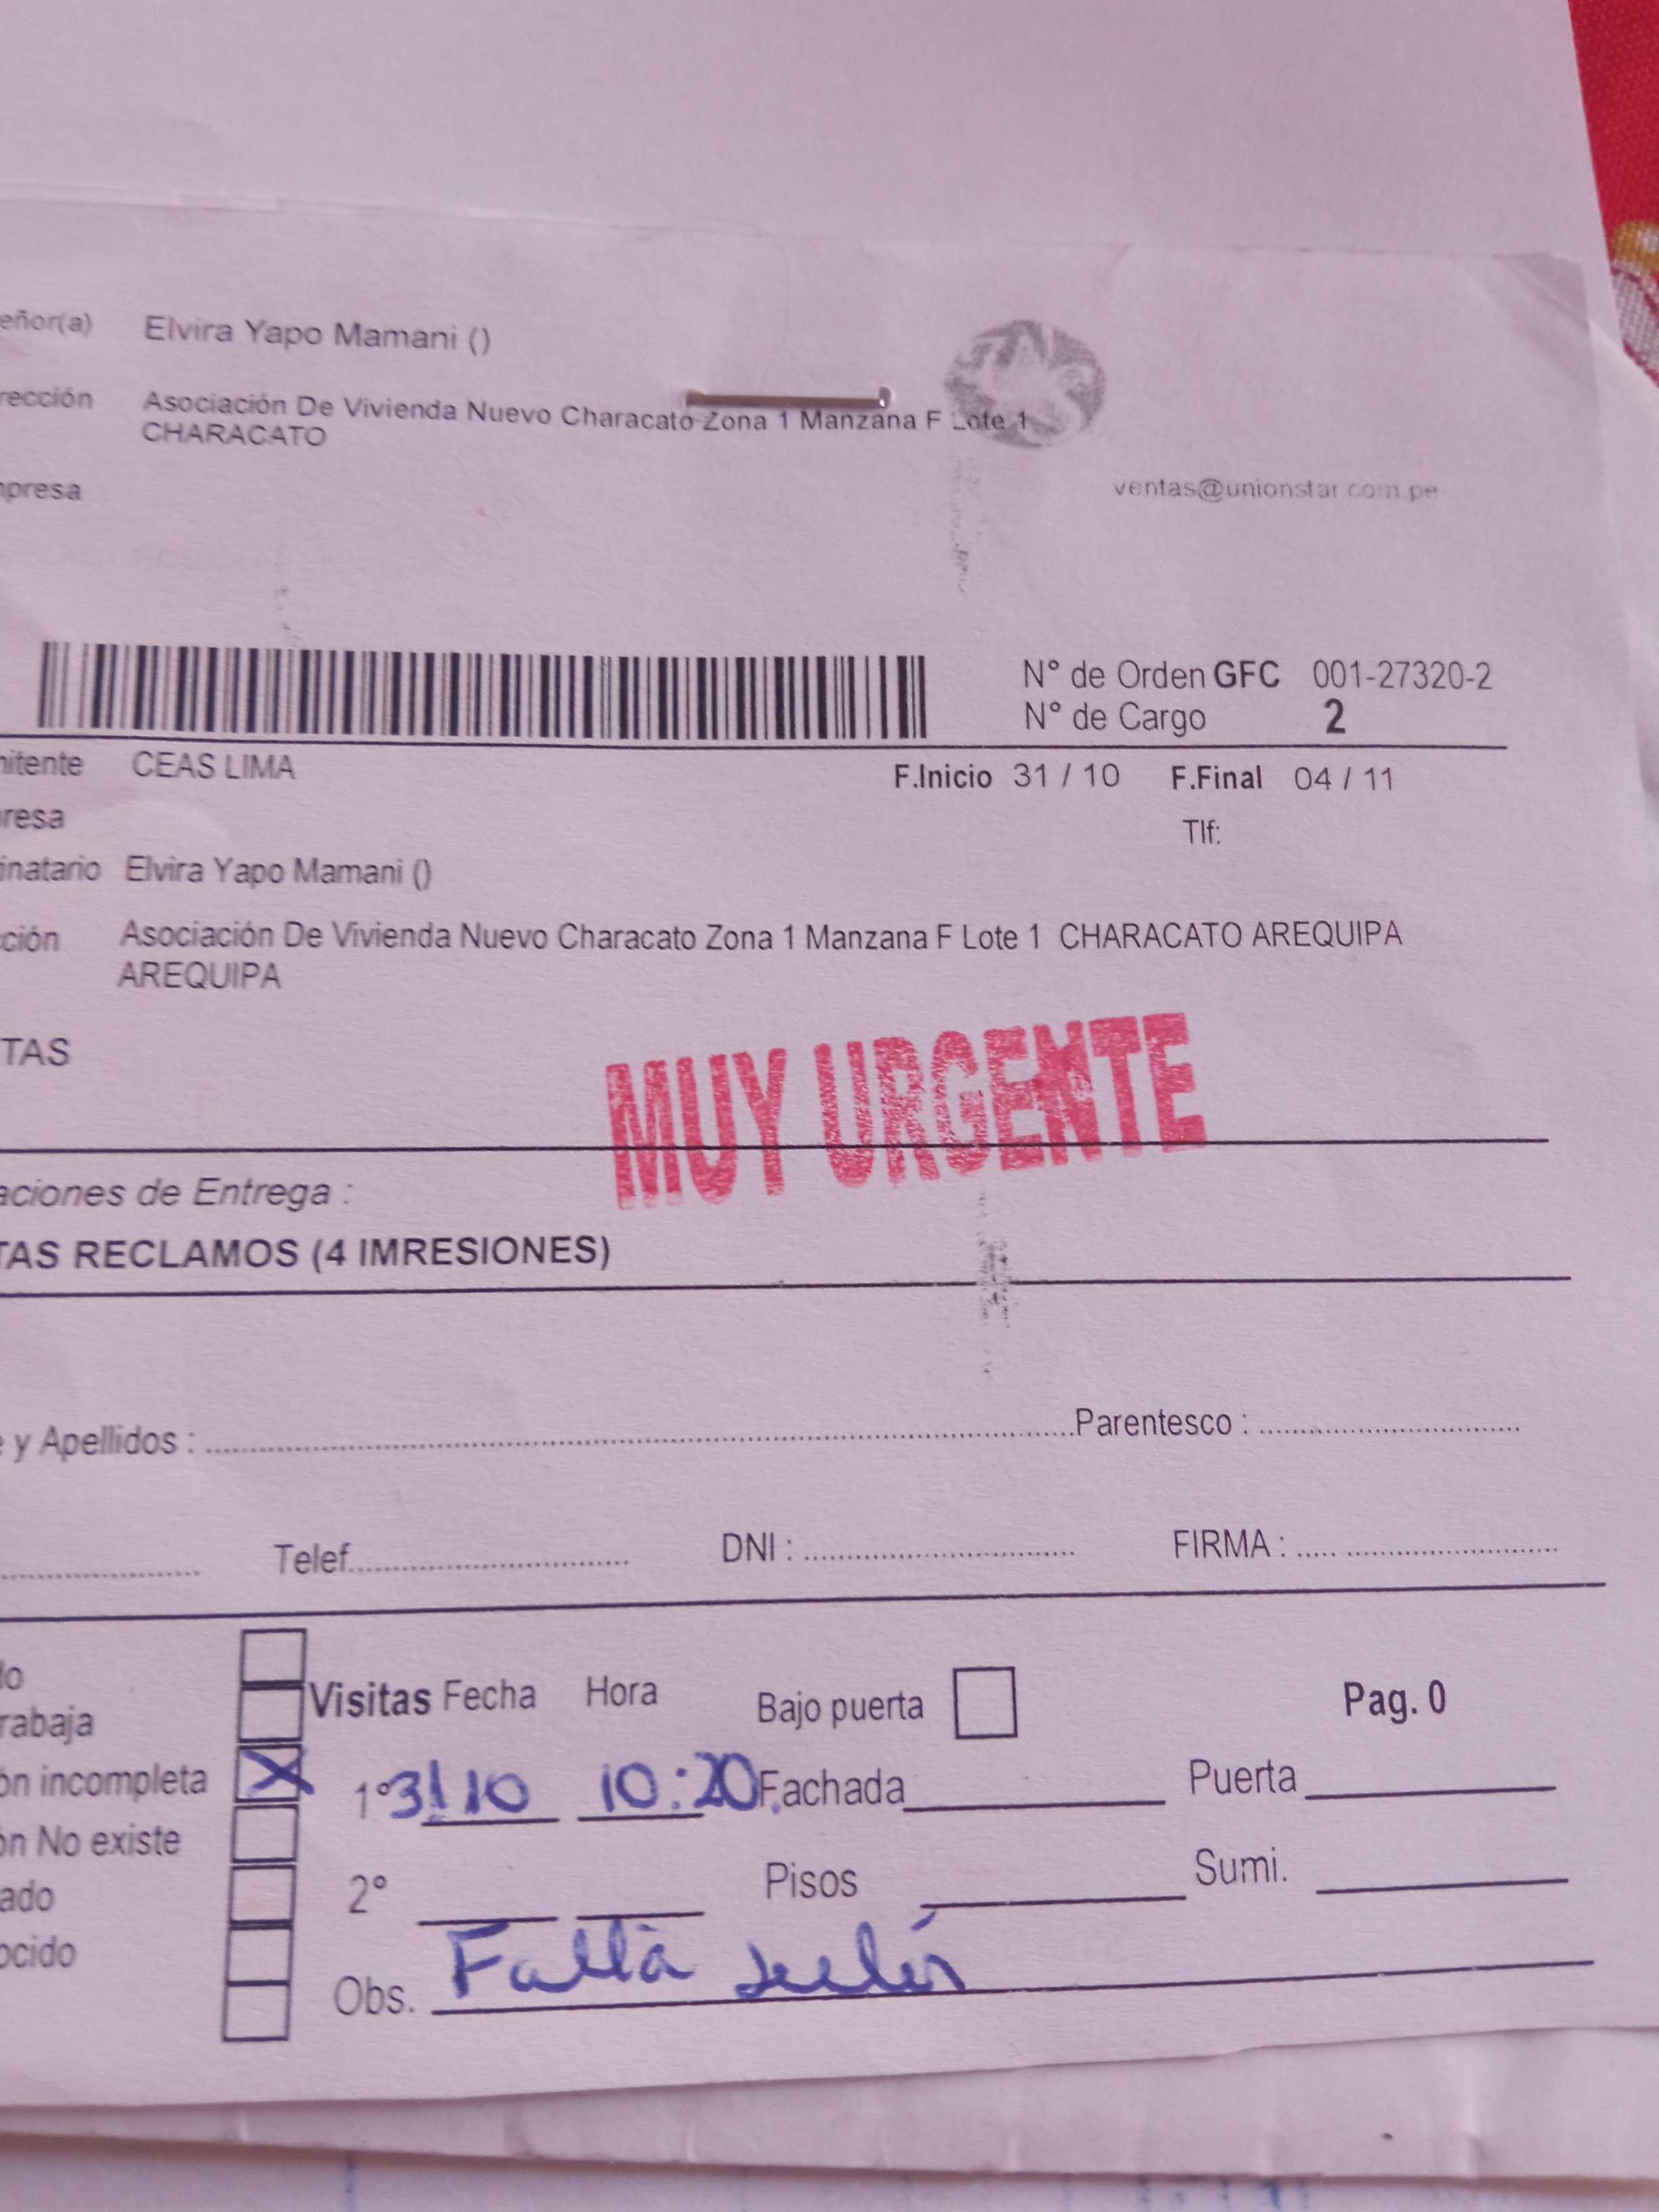 eñor(a) Elvira Yapo Mamani ()
rección Asociación De Vivienda Nuevo Characato Zona 1 Manzana F Lote 1
CHARACATO
npresa
ventas@unionstar.com.pe
N° de Orden GFC 001-27320-2
N° de Cargo 2
nitente CEAS LIMA F.Inicio 31 / 10 F.Final 04 / 11
resa Tlf:
inatario Elvira Yapo Mamani ()
cción Asociación De Vivienda Nuevo Characato Zona 1 Manzana F Lote 1 CHARACATO AREQUIPA
AREQUIPA
TAS
MUY URGENTE
aciones de Entrega :
TAS RECLAMOS (4 IMRESIONES)
e y Apellidos : Parentesco :
Telef. DNI : FIRMA :
do
Visitas Fecha Hora Bajo puerta Pag. 0
rabaja
ón incompleta X 1° 31 10 10:20 Fachada Puerta
ón No existe
2° Pisos Sumi.
ado
ocido
Obs. Falta